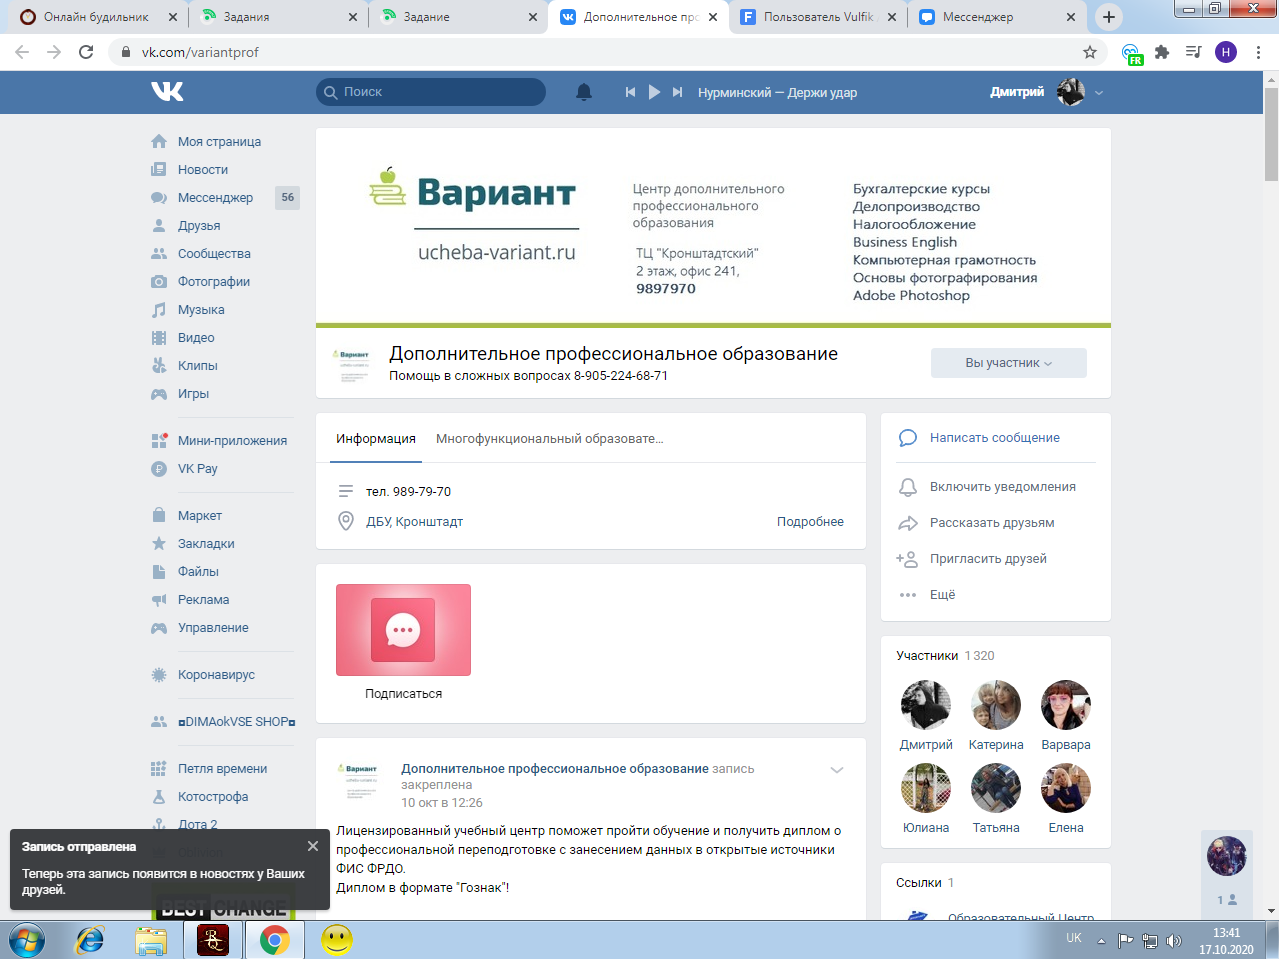 Онлайн будильник
Задания
Задание
Дополнительное про
Пользователь Vulfik
Мессенджер
vk.com/variantprof
FR
H
Поиск
Нурминский — Держи удар
Дмитрий
Моя страница
Новости
Мессенджер 56
Друзья
Сообщества
Фотографии
Музыка
Видео
Клипы
Игры
Мини-приложения
VK Pay
Маркет
Закладки
Файлы
Реклама
Управление
Коронавирус
◘DIMAokVSE SHOP◘
Петля времени
Котострофа
Дота 2
Oblivion
BEST CHANGE
Запись отправлена
Теперь эта запись появится в новостях у Ваших
друзей.
Вариант
ucheba-variant.ru
Центр дополнительного
профессионального
образования
ТЦ "Кронштадтский"
2 этаж, офис 241,
9897970
Бухгалтерские курсы
Делопроизводство
Налогообложение
Business English
Компьютерная грамотность
Основы фотографирования
Adobe Photoshop
Вариант
Дополнительное профессиональное образование
Помощь в сложных вопросах 8-905-224-68-71
Вы участник
Информация
Многофункциональный образовате...
тел. 989-79-70
ДБУ, Кронштадт
Подробнее
Подписаться
Вариант
Дополнительное профессиональное образование запись
закреплена
10 окт в 12:26
Лицензированный учебный центр поможет пройти обучение и получить диплом о
профессиональной переподготовке с занесением данных в открытые источники
ФИС ФРДО.
Диплом в формате "Гознак"!
Написать сообщение
Включить уведомления
Рассказать друзьям
Пригласить друзей
Ещё
Участники 1 320
Дмитрий
Катерина
Варвара
Юлиана
Татьяна
Елена
Ссылки 1
Образовательный Центр
1
UK
13:41
17.10.2020